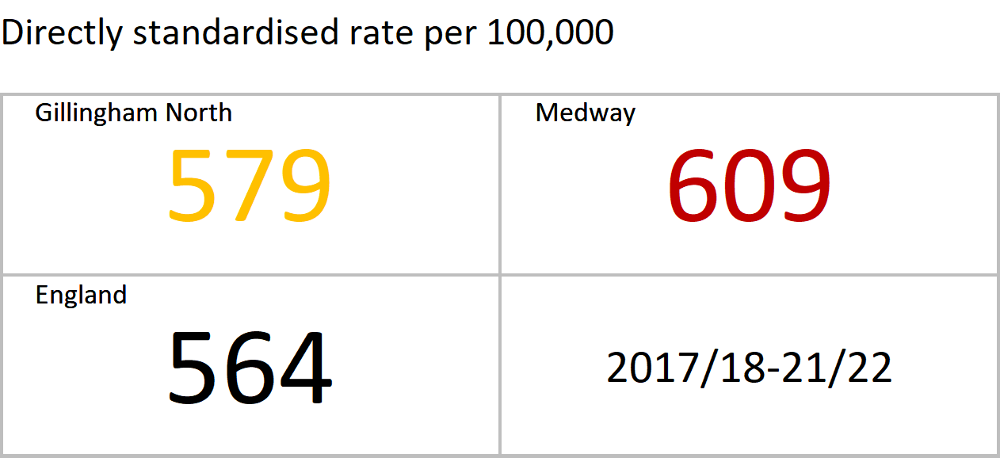 Directly standardised rate per 100,000
Gillingham North
579
Medway
609
England
564
2017/18-21/22